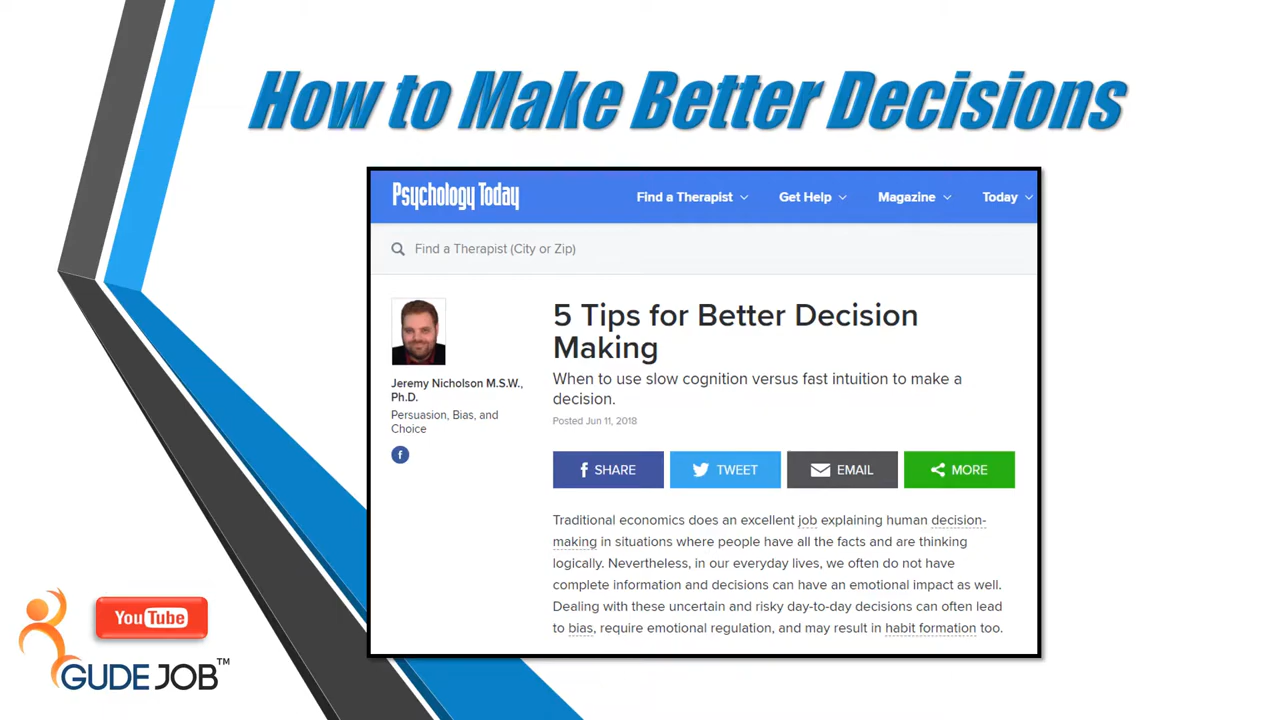 How to Make Better Decisions
Psychology Today
Find a Therapist
Get Help
Magazine
Today
Find a Therapist (City or Zip)
5 Tips for Better Decision
Making
When to use slow cognition versus fast intuition to make a
decision.
Posted Jun 11, 2018
Jeremy Nicholson M.S.W.,
Ph.D.
Persuasion, Bias, and
Choice
f
f SHARE
TWEET
EMAIL
MORE
Traditional economics does an excellent job explaining human decision-
making in situations where people have all the facts and are thinking
logically. Nevertheless, in our everyday lives, we often do not have
complete information and decisions can have an emotional impact as well.
Dealing with these uncertain and risky day-to-day decisions can often lead
to bias, require emotional regulation, and may result in habit formation too.
YouTube
GUDE JOB™